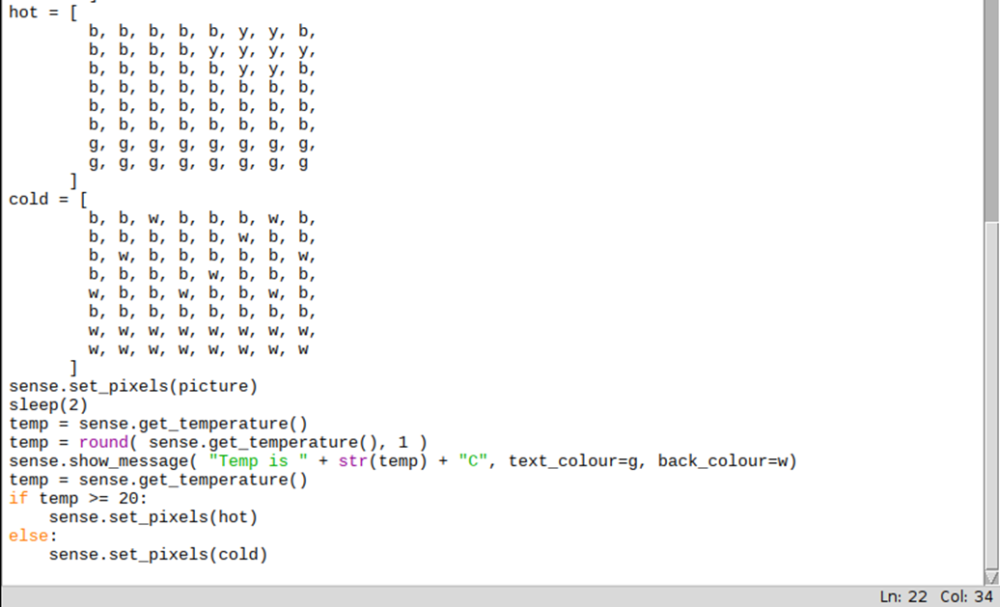 hot = [
        b, b, b, b, b, y, y, b,
        b, b, b, b, y, y, y, y,
        b, b, b, b, b, y, y, b,
        b, b, b, b, b, b, b, b,
        b, b, b, b, b, b, b, b,
        b, b, b, b, b, b, b, b,
        g, g, g, g, g, g, g, g,
        g, g, g, g, g, g, g, g
      ]
cold = [
        b, b, w, b, b, b, w, b,
        b, b, b, b, b, w, b, b,
        b, w, b, b, b, b, b, w,
        b, b, b, b, w, b, b, b,
        w, b, b, w, b, b, w, b,
        b, b, b, b, b, b, b, b,
        w, w, w, w, w, w, w, w,
        w, w, w, w, w, w, w, w
      ]
sense.set_pixels(picture)
sleep(2)
temp = sense.get_temperature()
temp = round( sense.get_temperature(), 1 )
sense.show_message( "Temp is " + str(temp) + "C", text_colour=g, back_colour=w)
temp = sense.get_temperature()
if temp >= 20:
    sense.set_pixels(hot)
else:
    sense.set_pixels(cold)
Ln: 22 Col: 34